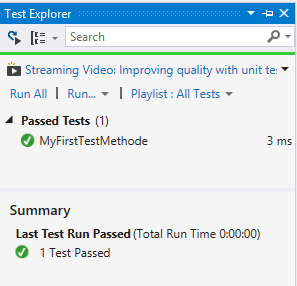 Test Explorer
Search
Streaming Video: Improving quality with unit tes
Run All | Run... | Playlist : All Tests
Passed Tests (1)
MyFirstTestMethode 3 ms
Summary
Last Test Run Passed (Total Run Time 0:00:00)
1 Test Passed